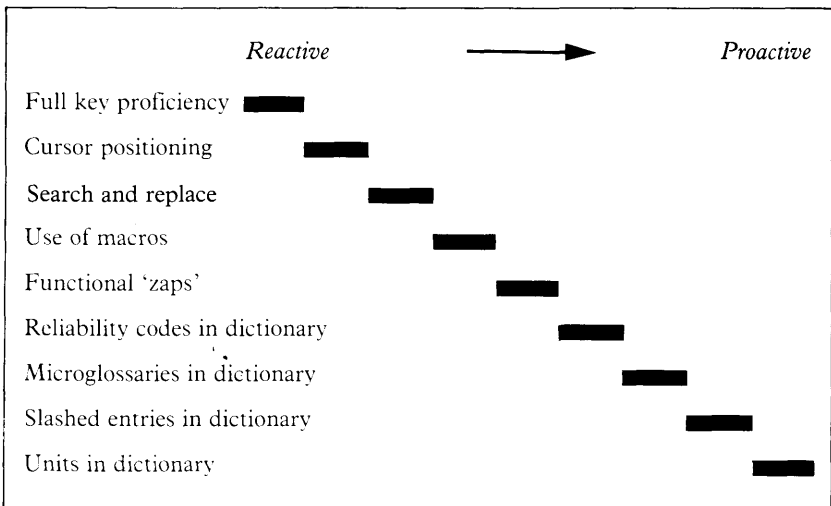 Reactive Proactive
Full key proficiency
Cursor positioning
Search and replace
Use of macros
Functional ‘zaps’
Reliability codes in dictionary
Microglossaries in dictionary
Slashed entries in dictionary
Units in dictionary